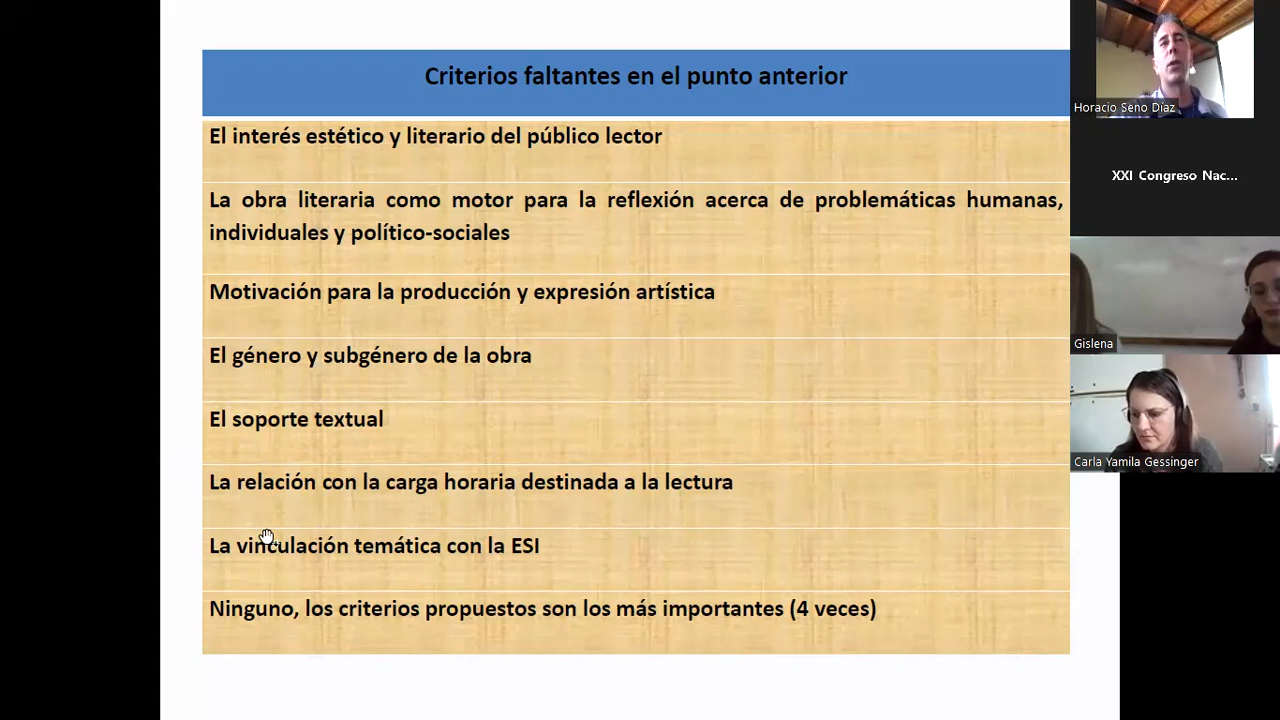 Criterios faltantes en el punto anterior
El interés estético y literario del público lector
La obra literaria como motor para la reflexión acerca de problemáticas humanas,
individuales y político-sociales
Motivación para la producción y expresión artística
El género y subgénero de la obra
El soporte textual
La relación con la carga horaria destinada a la lectura
La vinculación temática con la ESI
Ninguno, los criterios propuestos son los más importantes (4 veces)
Horacio Seno Díaz
XXI Congreso Nac...
Gislena
Carla Yamila Gessinger